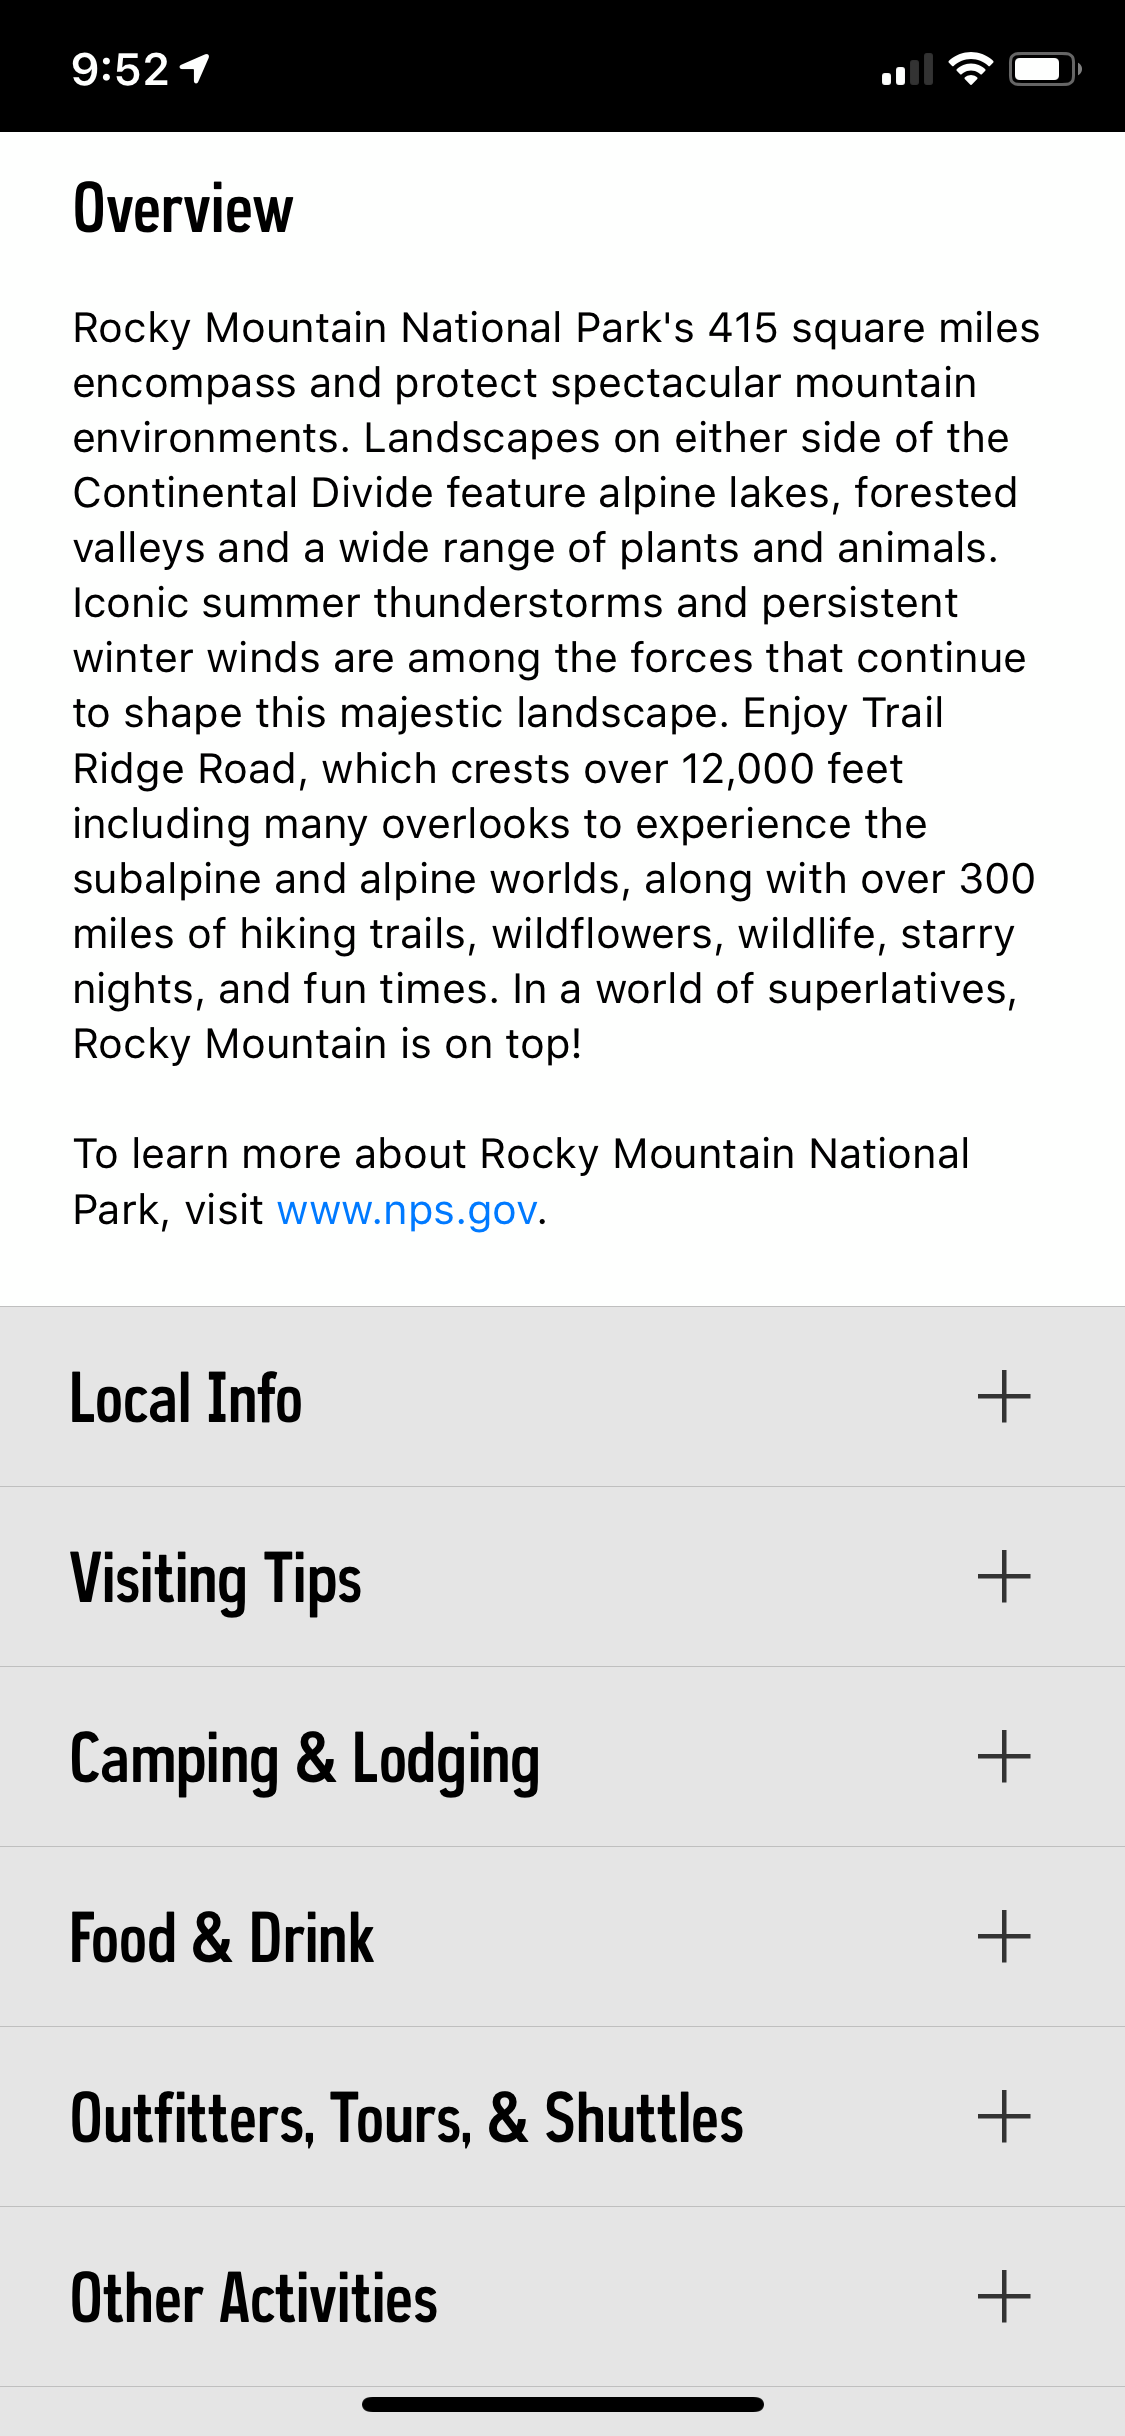 9:52
Overview
Rocky Mountain National Park's 415 square miles
encompass and protect spectacular mountain
environments. Landscapes on either side of the
Continental Divide feature alpine lakes, forested
valleys and a wide range of plants and animals.
Iconic summer thunderstorms and persistent
winter winds are among the forces that continue
to shape this majestic landscape. Enjoy Trail
Ridge Road, which crests over 12,000 feet
including many overlooks to experience the
subalpine and alpine worlds, along with over 300
miles of hiking trails, wildflowers, wildlife, starry
nights, and fun times. In a world of superlatives,
Rocky Mountain is on top!
To learn more about Rocky Mountain National
Park, visit www.nps.gov.
Local Info
Visiting Tips
Camping & Lodging
Food & Drink
Outfitters, Tours, & Shuttles
Other Activities